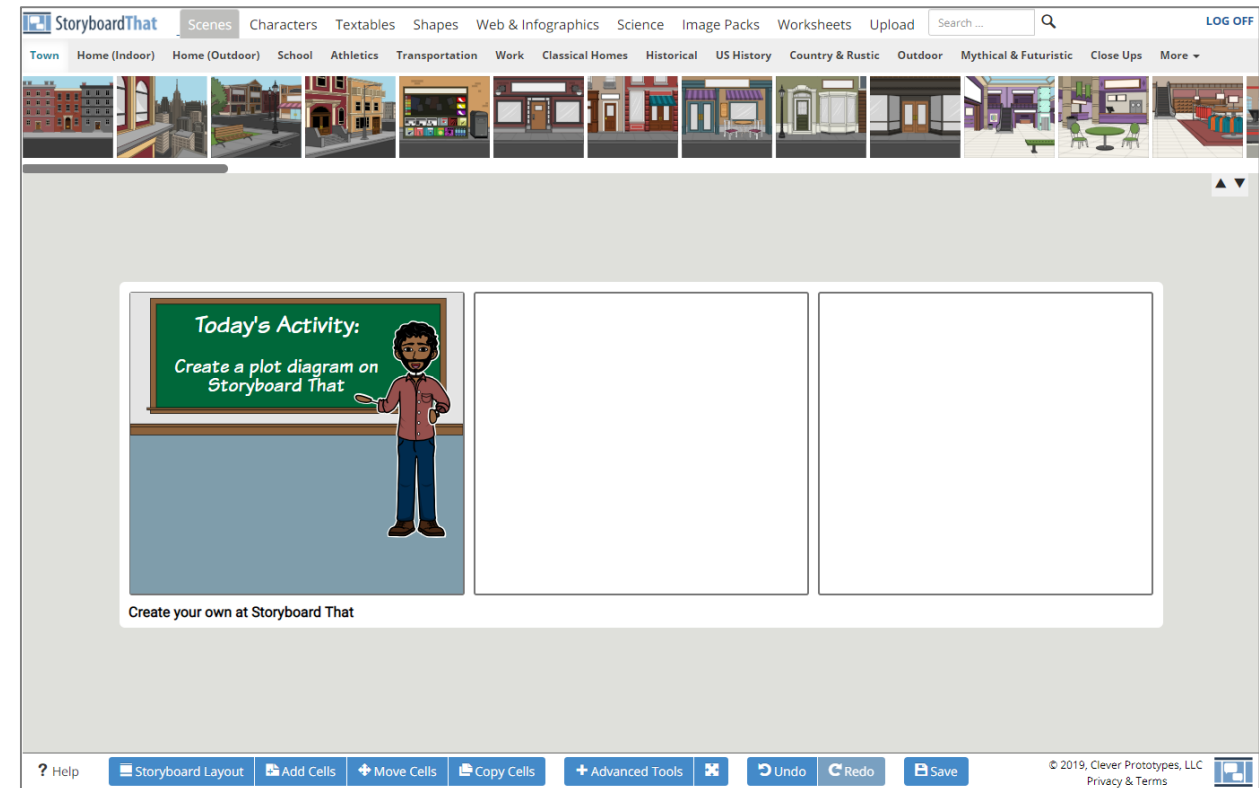 StoryboardThat Scenes Characters Textables Shapes Web & Infographics Science Image Packs Worksheets Upload Search ... LOG OFF
Town Home (Indoor) Home (Outdoor) School Athletics Transportation Work Classical Homes Historical US History Country & Rustic Outdoor Mythical & Futuristic Close Ups More
Today's Activity:
Create a plot diagram on
Storyboard That
Create your own at Storyboard That
? Help Storyboard Layout Add Cells Move Cells Copy Cells Advanced Tools Undo Redo Save © 2019, Clever Prototypes, LLC
Privacy & Terms